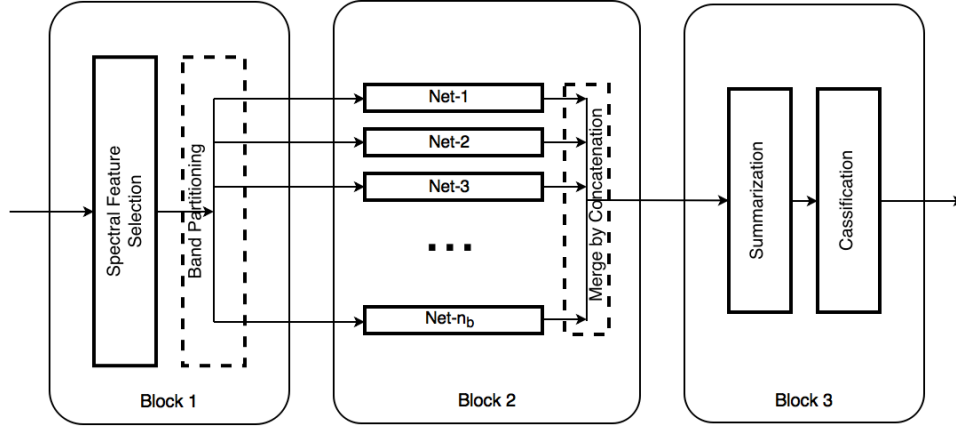 Spectral Feature
Selection
Band Partitioning
Block 1
Net-1
Net-2
Net-3
...
Net-n_b
Merge by Concatenation
Block 2
Summarization
Cassification
Block 3